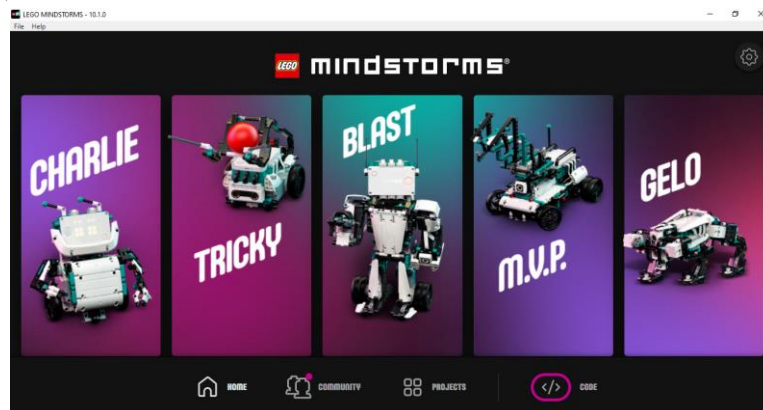 LEGO MINDSTORMS - 10.1.0
File Help
LEGO mindstorms®
CHARLIE
TRICKY
BLAST
M.V.P.
GELO
HOME
COMMUNITY
PROJECTS
</> CODE